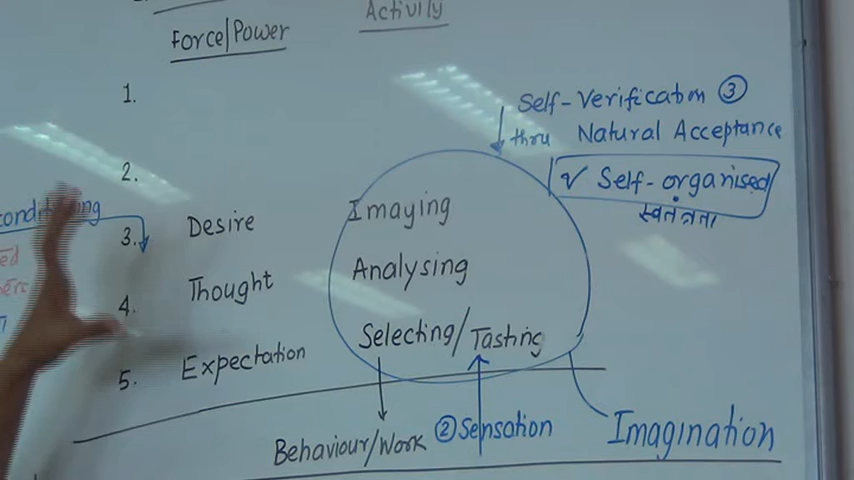 Force/Power
Activity
1.
2.
3. Desire Imaging
4. Thought Analysing
5. Expectation Selecting/Tasting
Self-Verification ③
thru Natural Acceptance
✓ Self-organised
स्वतंत्रता
Behaviour/Work
② Sensation
Imagination